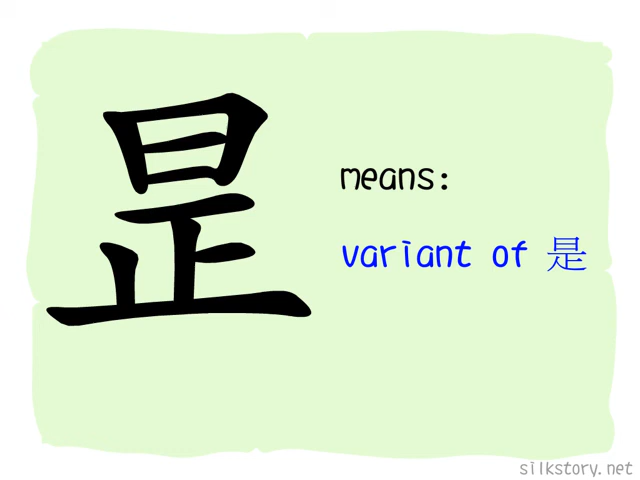 昰
means:
variant of 是
silkstory.net